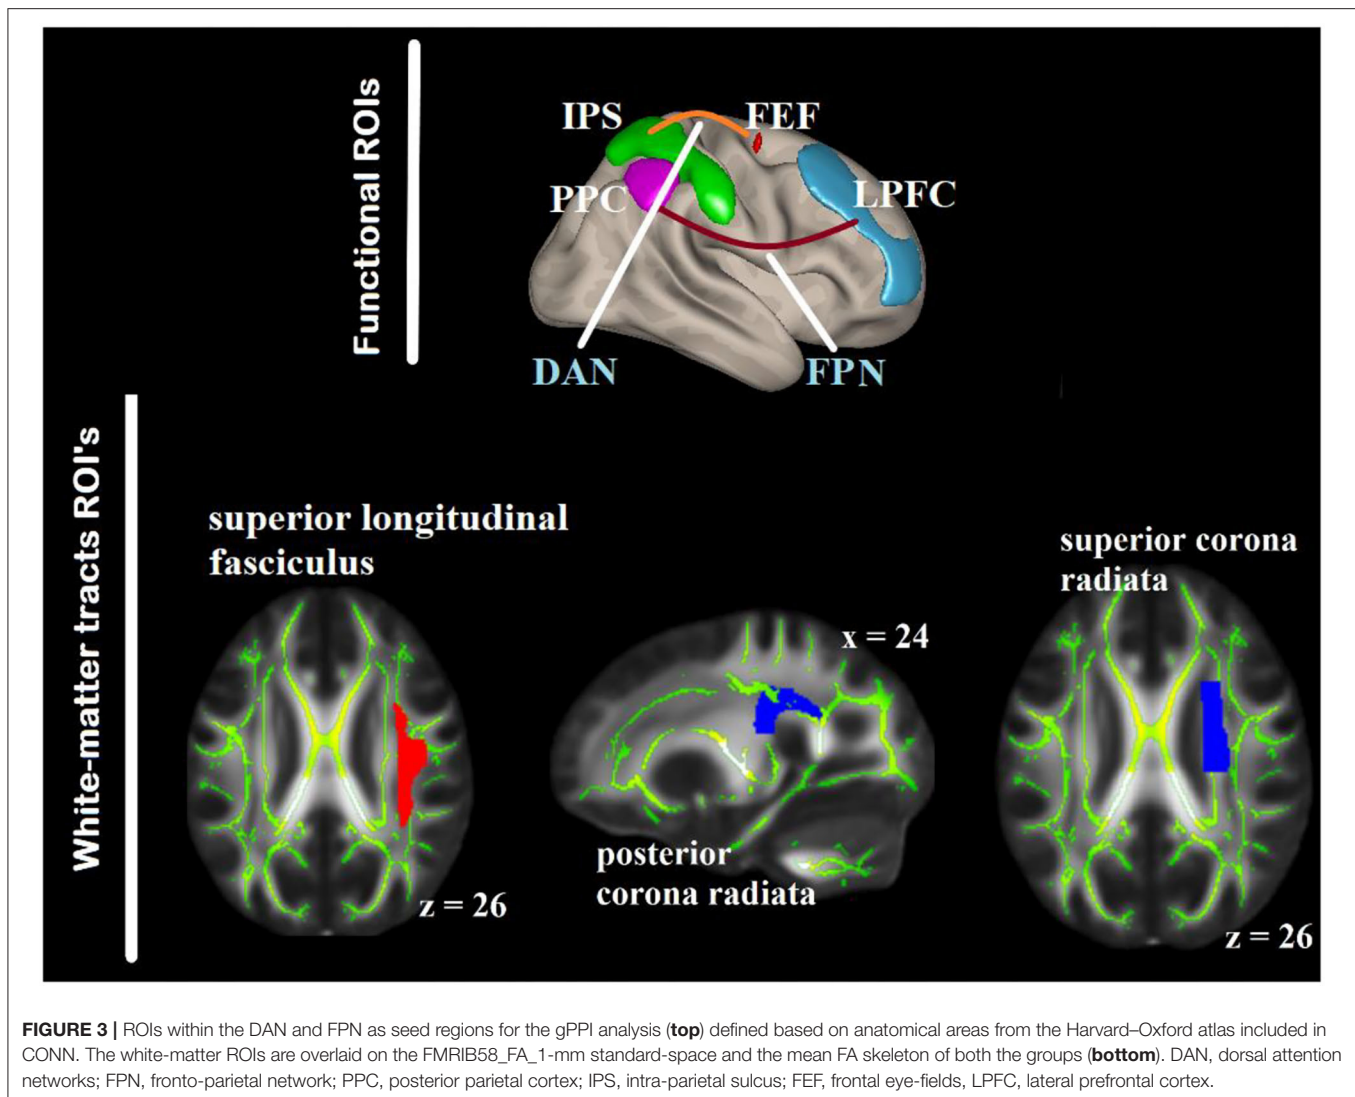 Functional ROIs
IPS
FEF
PPC
LPFC
DAN
FPN
White-matter tracts ROI's
superior longitudinal
fasciculus
x = 24
superior corona
radiata
posterior
corona radiata
z = 26
z = 26
FIGURE 3 | ROIs within the DAN and FPN as seed regions for the gPPI analysis (top) defined based on anatomical areas from the Harvard–Oxford atlas included in
CONN. The white-matter ROIs are overlaid on the FMRIB58_FA_1-mm standard-space and the mean FA skeleton of both the groups (bottom). DAN, dorsal attention
networks; FPN, fronto-parietal network; PPC, posterior parietal cortex; IPS, intra-parietal sulcus; FEF, frontal eye-fields, LPFC, lateral prefrontal cortex.